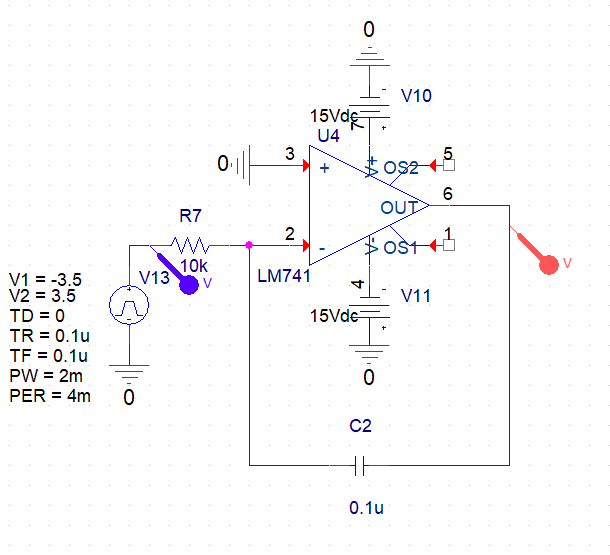 0
V10
15Vdc
7
U4
5
0
3
+
V+
OS2
6
OUT
R7
2
-
V-
OS1
1
10k
LM741
V
V13
V
V1 = -3.5
V2 = 3.5
TD = 0
TR = 0.1u
TF = 0.1u
PW = 2m
PER = 4m
4
V11
15Vdc
0
0
C2
0.1u